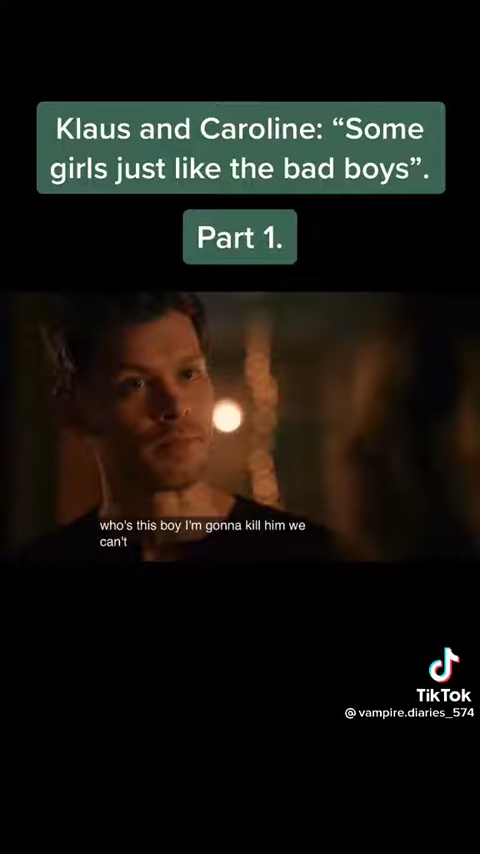 Klaus and Caroline: “Some
girls just like the bad boys”.
Part 1.
who's this boy I'm gonna kill him we
can't
TikTok
@ vampire.diaries_574